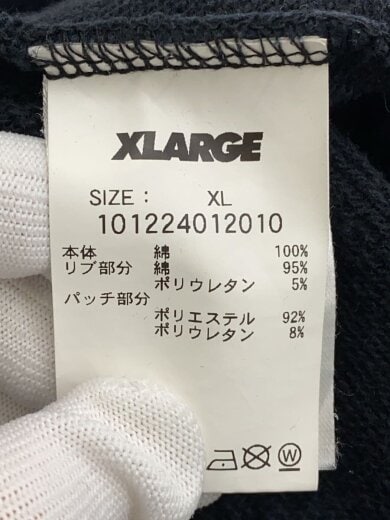 XLARGE
SIZE: XL
101224012010
本体 綿 100%
リブ部分 綿 95%
ポリウレタン 5%
パッチ部分
ポリエステル 92%
ポリウレタン 8%
W